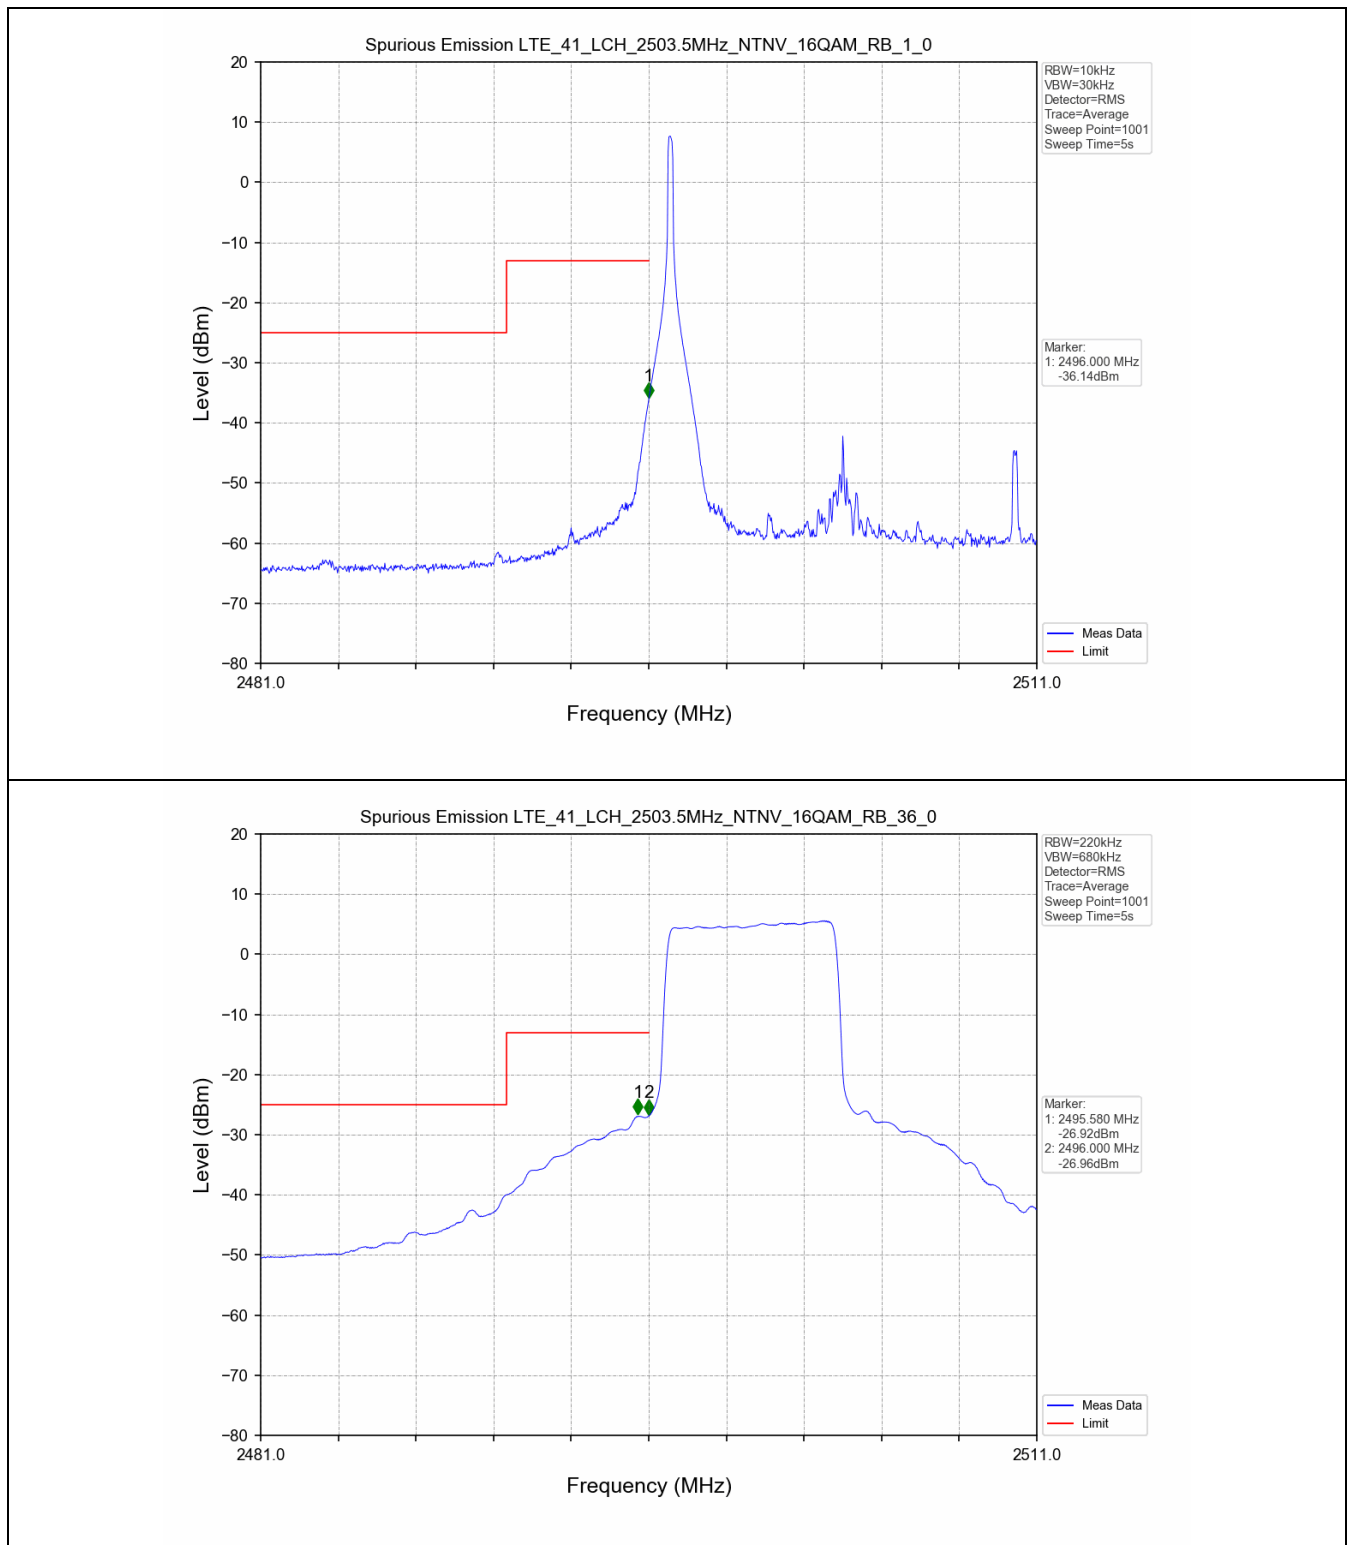 Spurious Emission LTE_41_LCH_2503.5MHz_NTNV_16QAM_RB_1_0
20
10
0
−10
−20
−30
−40
−50
−60
−70
−80
Level (dBm)
2481.0
2511.0
Frequency (MHz)
1
RBW=10kHz
VBW=30kHz
Detector=RMS
Trace=Average
Sweep Point=1001
Sweep Time=5s
Marker:
1: 2496.000 MHz
-36.14dBm
Meas Data
Limit
Spurious Emission LTE_41_LCH_2503.5MHz_NTNV_16QAM_RB_36_0
20
10
0
−10
−20
−30
−40
−50
−60
−70
−80
Level (dBm)
2481.0
2511.0
Frequency (MHz)
12
RBW=220kHz
VBW=680kHz
Detector=RMS
Trace=Average
Sweep Point=1001
Sweep Time=5s
Marker:
1: 2495.580 MHz
-26.92dBm
2: 2496.000 MHz
-26.96dBm
Meas Data
Limit